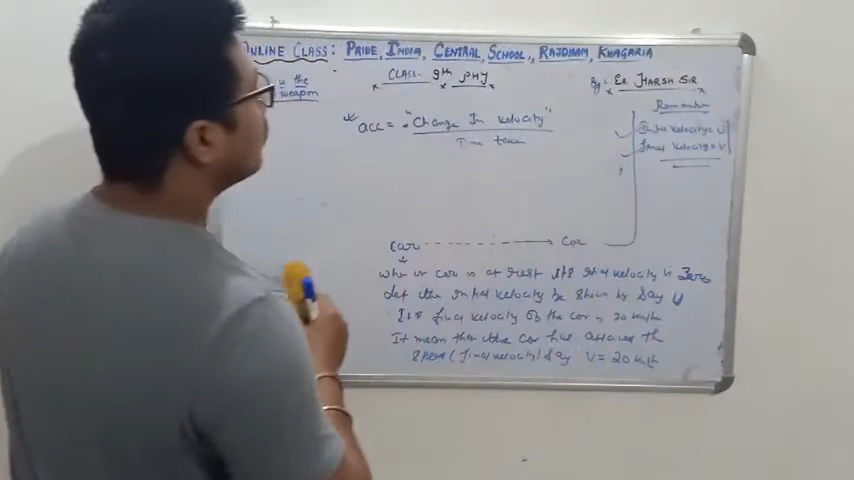 ONLINE CLASS: PRIDE INDIA CENTRAL SCHOOL, RAJDHAM, KHAGARIA
CLASS- 9th PHY
By: Er HARSH SIR
the
weapon
Remember
Initial velocity = U
final velocity = V
acc = "Change In velocity"
Time taken
Car Car
when car is at rest its initial velocity is Zero
Let the initial velocity be shown by say U
final velocity of the car is 20 km/h
It mean that the car has the
speed (final velocity) say V = 20 km/h